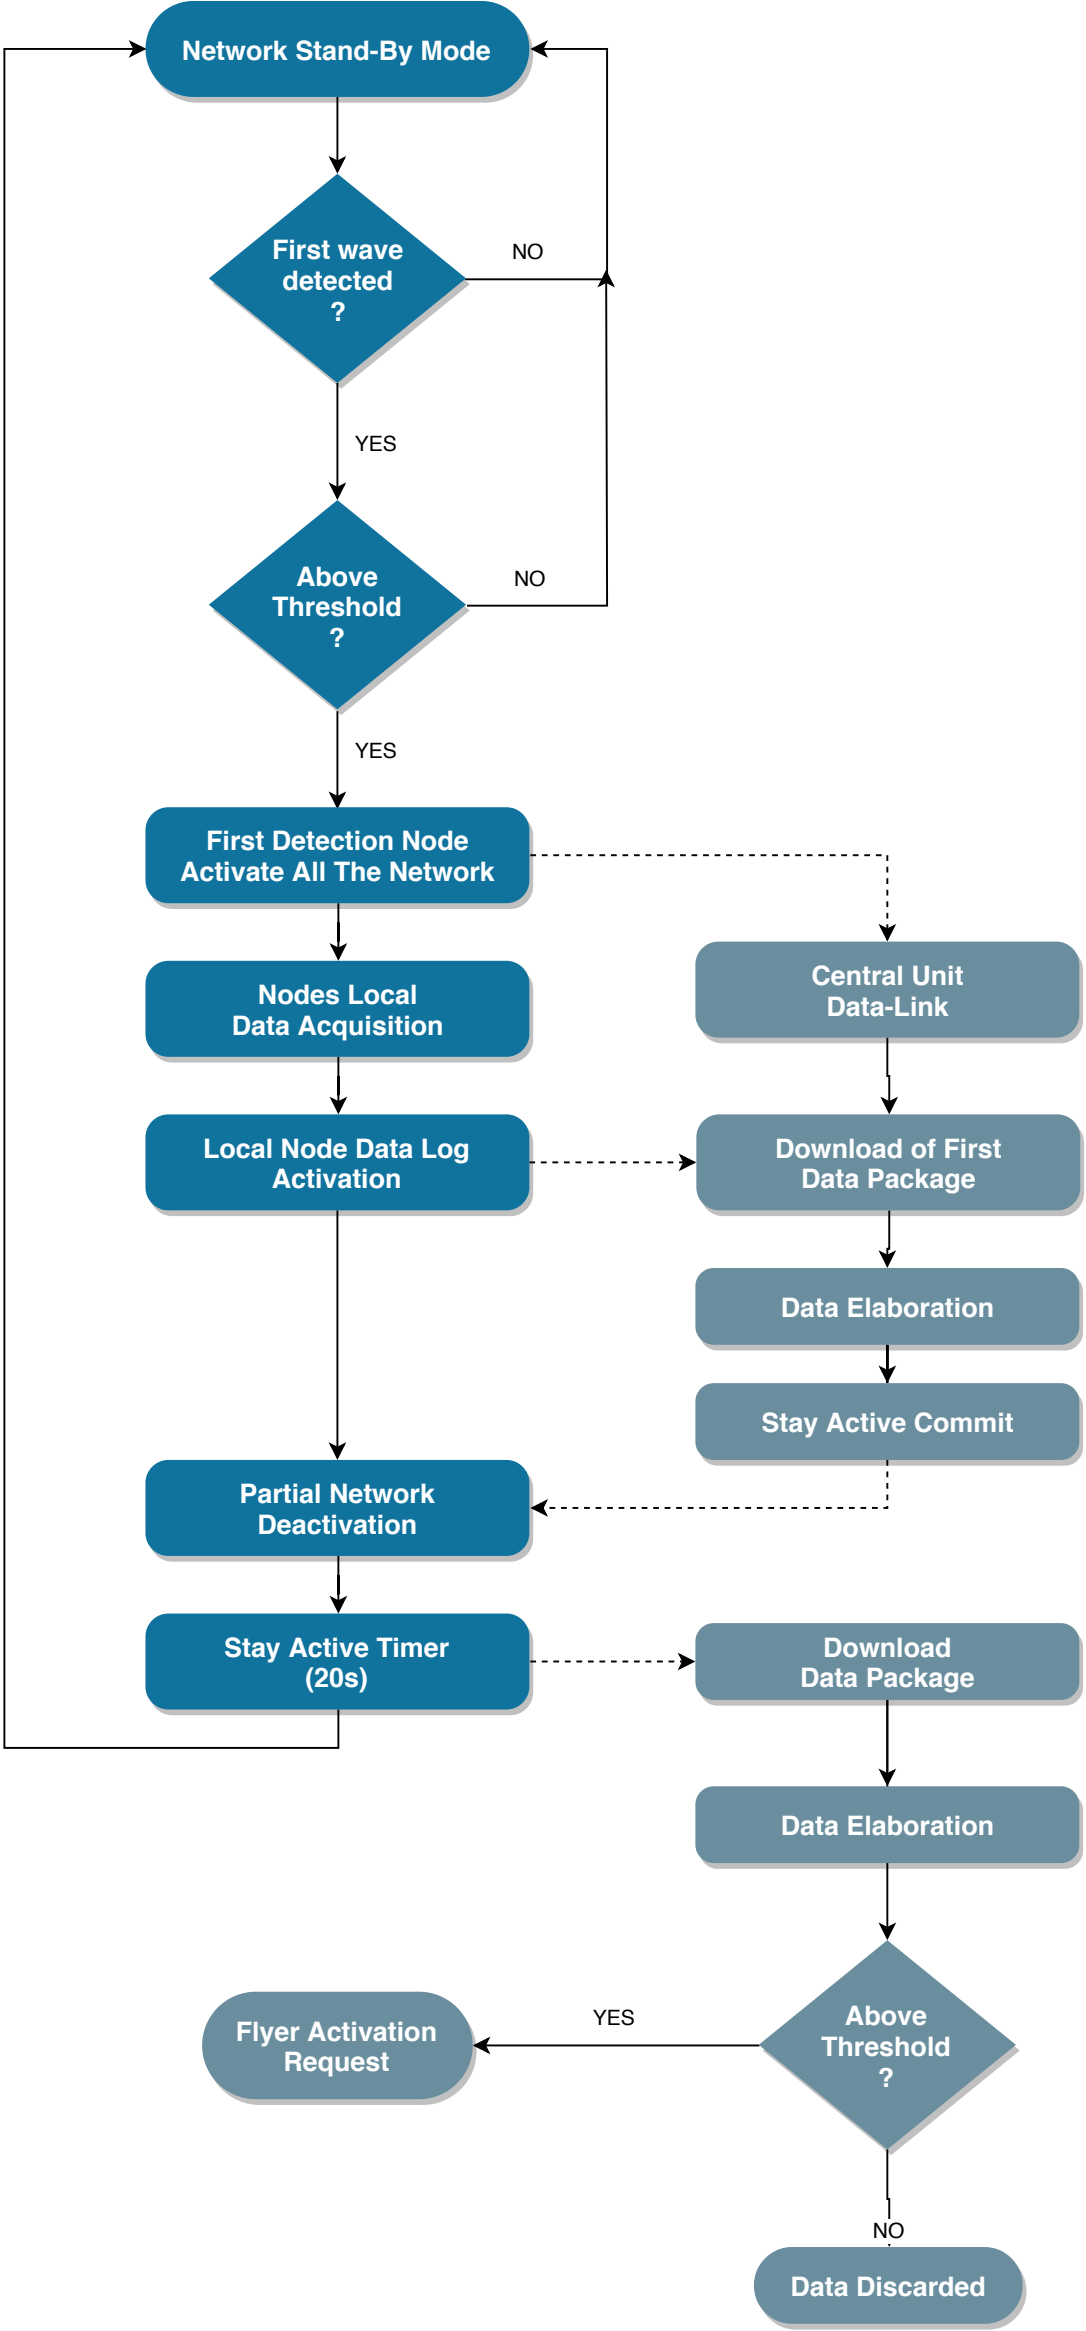 Network Stand-By Mode
First wave
detected
?
NO
YES
Above
Threshold
?
NO
YES
First Detection Node
Activate All The Network
Nodes Local
Data Acquisition
Central Unit
Data-Link
Local Node Data Log
Activation
Download of First
Data Package
Data Elaboration
Stay Active Commit
Partial Network
Deactivation
Stay Active Timer
(20s)
Download
Data Package
Data Elaboration
Above
Threshold
?
YES
Flyer Activation
Request
NO
Data Discarded